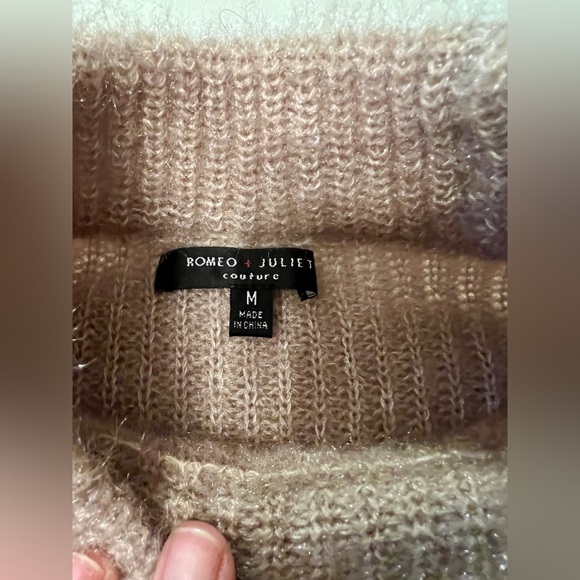 ROMEO + JULIET
couture
M
MADE
IN CHINA